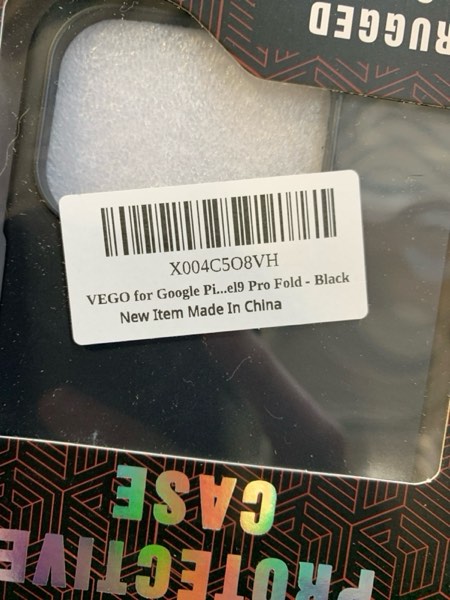 RUGGED
X004C5O8VH
VEGO for Google Pi...el9 Pro Fold - Black
New Item Made In China
PROTECTIVE
CASE